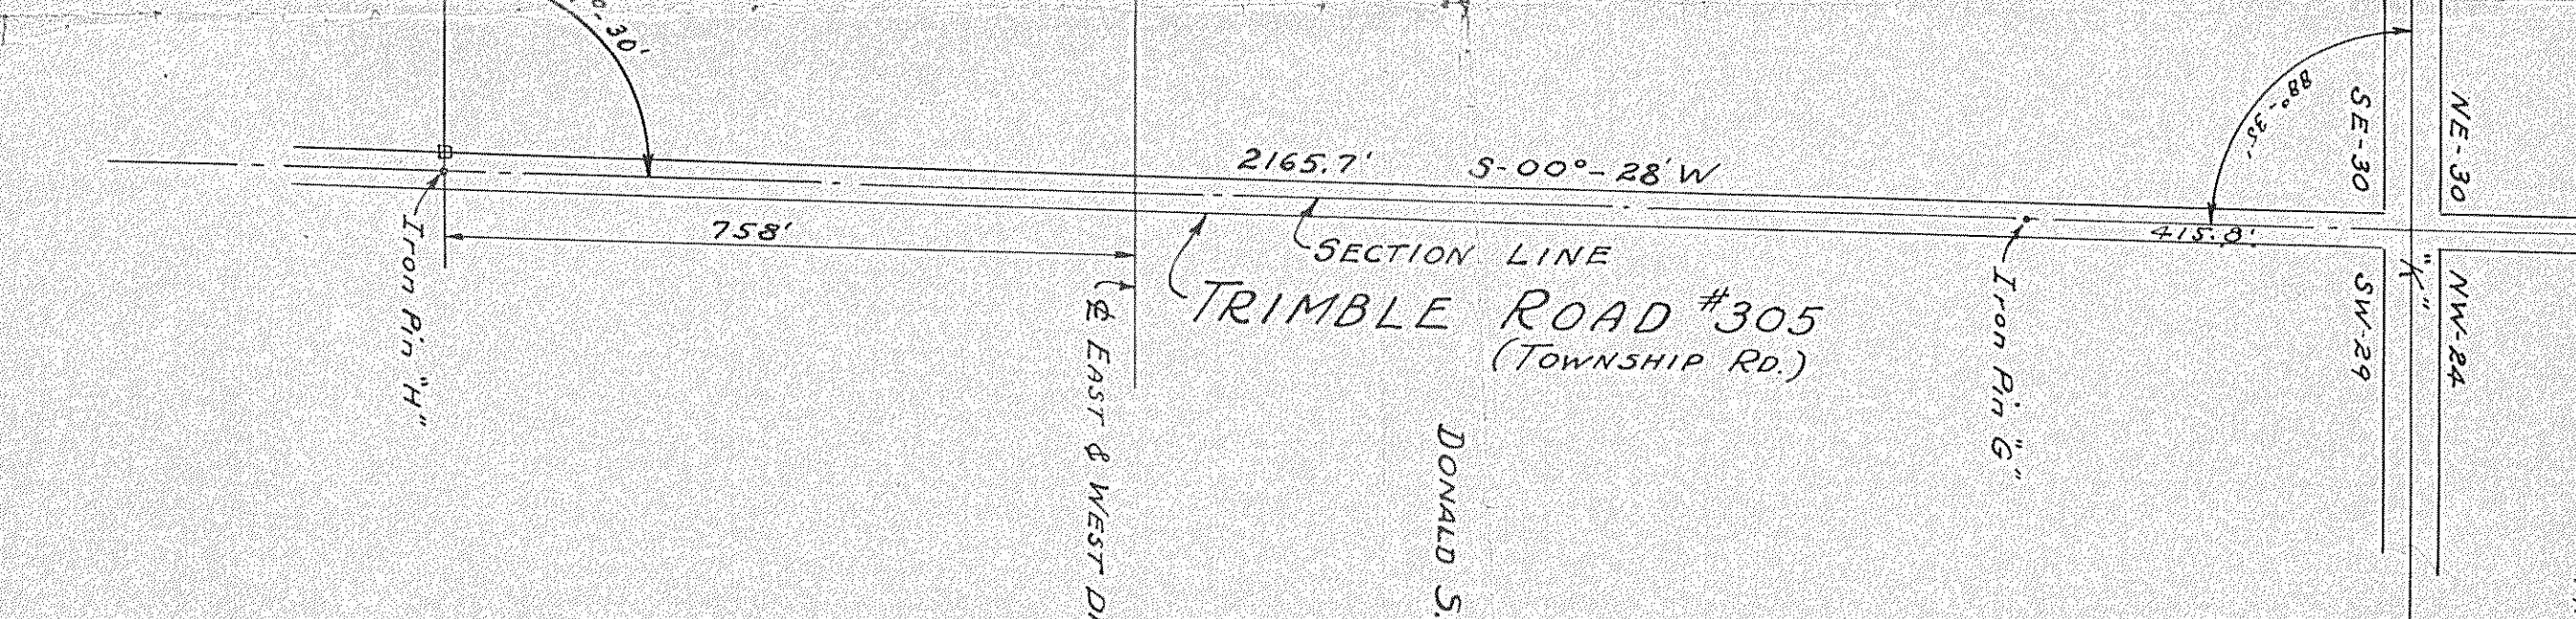 -30'
88°-35'
SE-30
NE-30
2165.7'
S-00°-28'W
758'
415.8'
SECTION LINE
TRIMBLE ROAD #305
(TOWNSHIP RD.)
Iron Pin "H"
℄ EAST & WEST
DONALD S.
Iron Pin "G"
"K"
SW-29
NW-24